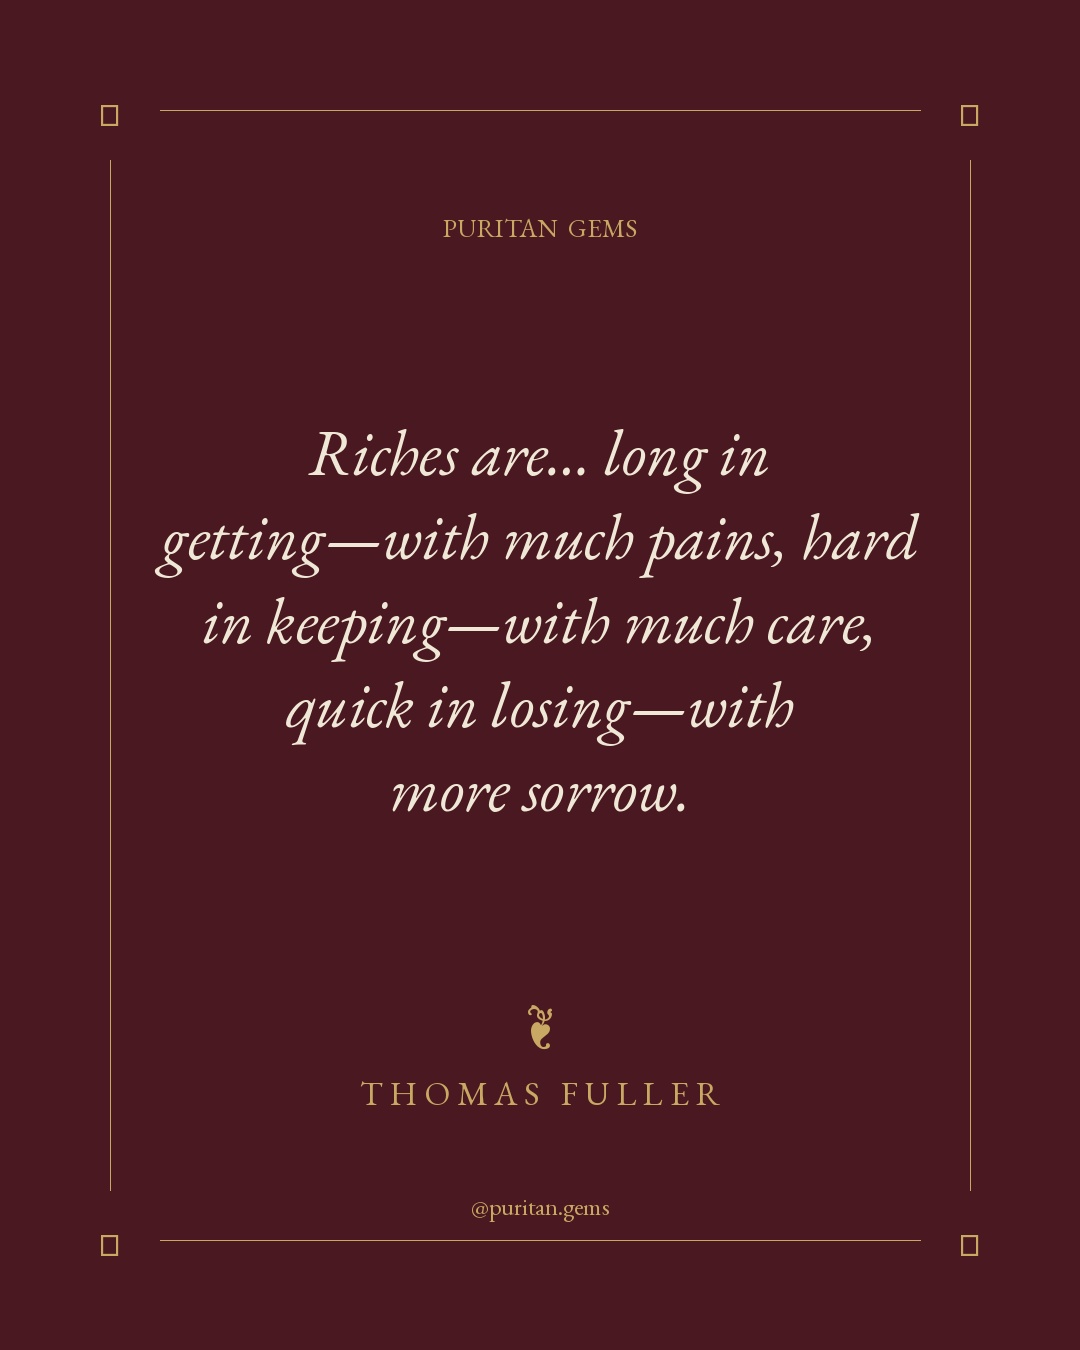 PURITAN GEMS
Riches are... long in
getting—with much pains, hard
in keeping—with much care,
quick in losing—with
more sorrow.
THOMAS FULLER
@puritan.gems